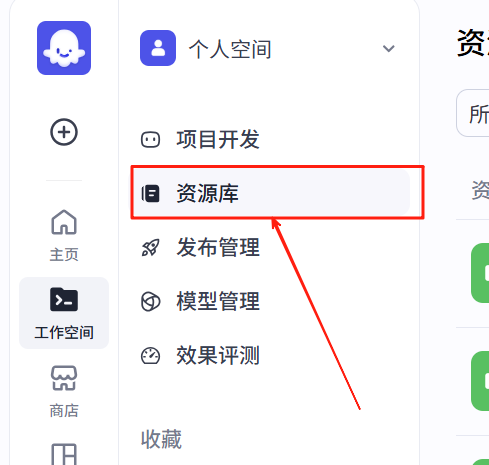 主页
工作空间
商店
个人空间
项目开发
资源库
发布管理
模型管理
效果评测
收藏
资
所
资